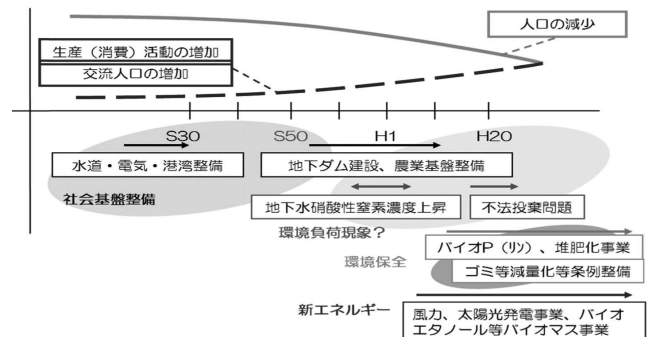 人口の減少
生産（消費）活動の増加
交流人口の増加
S30
S50
H1
H20
水道・電気・港湾整備
地下ダム建設、農業基盤整備
社会基盤整備
地下水硝酸性窒素濃度上昇
不法投棄問題
環境負荷現象？
バイオP（リン）、堆肥化事業
環境保全
ゴミ等減量化等条例整備
新エネルギー
風力、太陽光発電事業、バイオ
エタノール等バイオマス事業